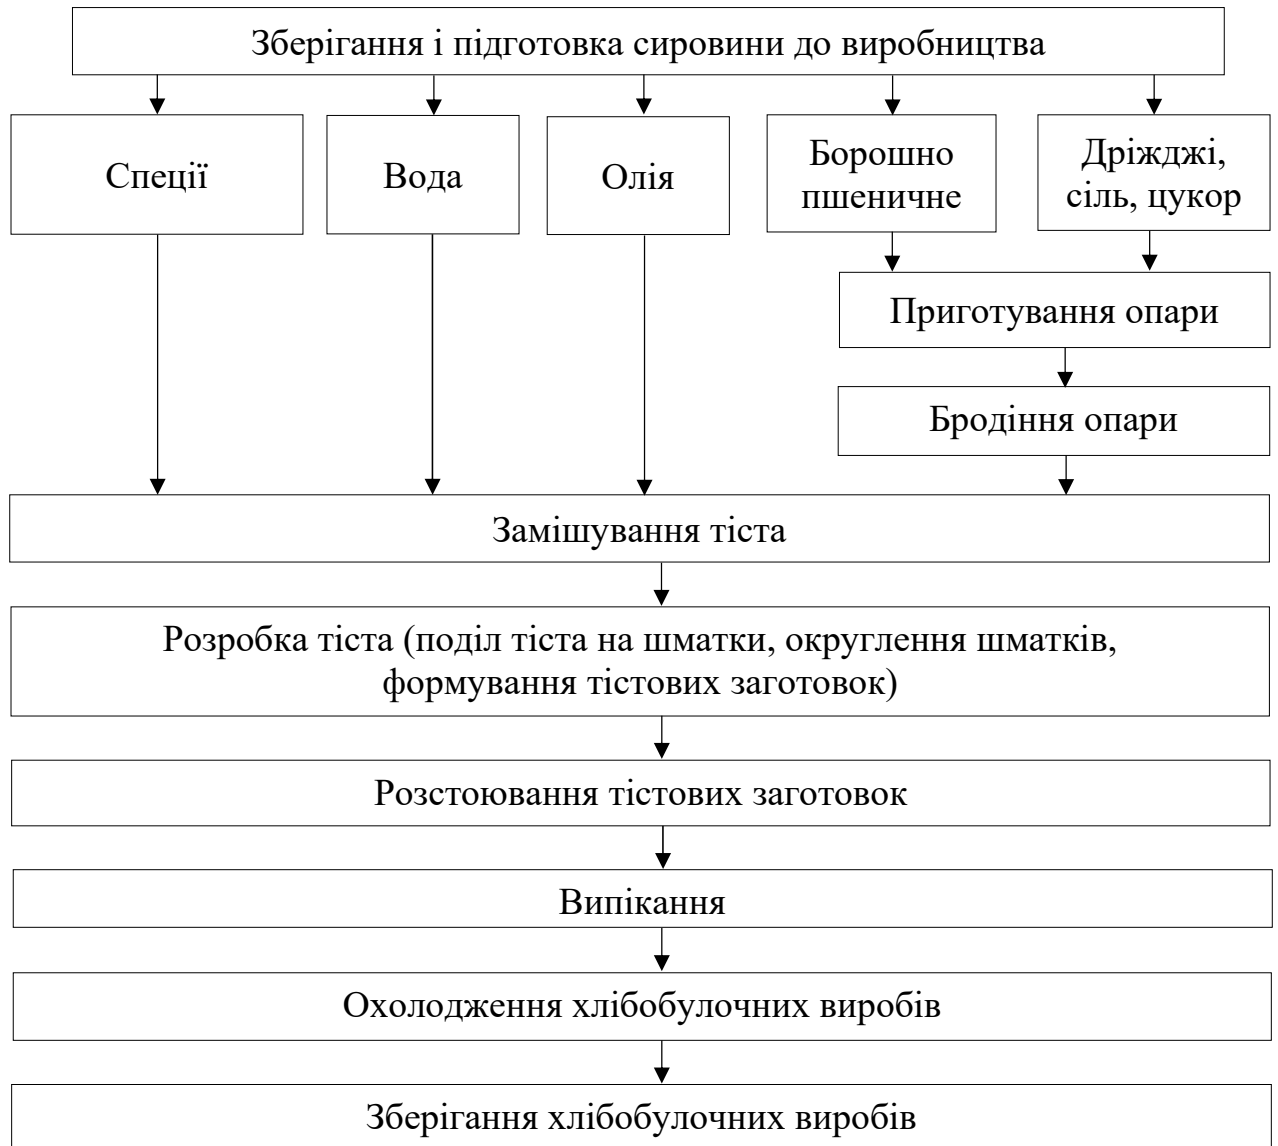 Зберігання і підготовка сировини до виробництва
Спеції
Вода
Олія
Борошно
пшеничне
Дріжджі,
сіль, цукор
Приготування опари
Бродіння опари
Замішування тіста
Розробка тіста (поділ тіста на шматки, округлення шматків,
формування тістових заготовок)
Розстоювання тістових заготовок
Випікання
Охолодження хлібобулочних виробів
Зберігання хлібобулочних виробів